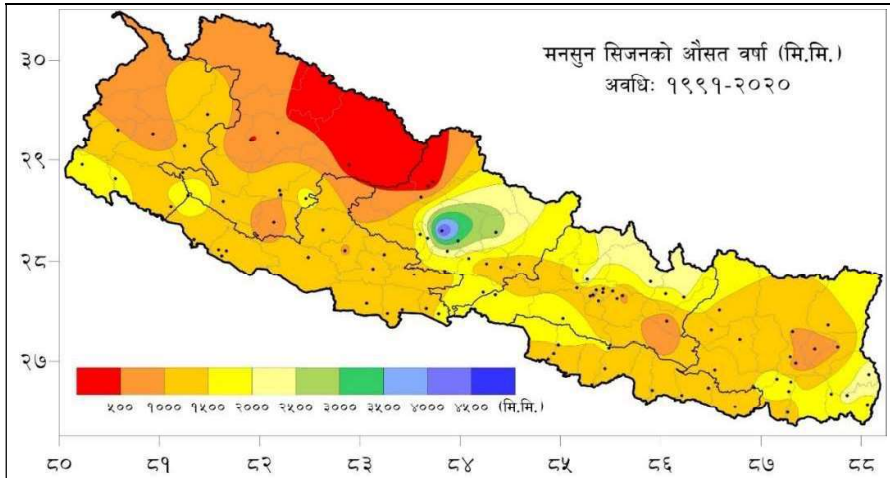 मनसुन सिजनको औसत वर्षा (मि.मि.)
अवधिः १९९१-२०२०
३०
२९
२८
२७
५०० १००० १५०० २००० २५०० ३००० ३५०० ४००० ४५०० (मि.मि.)
८० ८१ ८२ ८३ ८४ ८५ ८६ ८७ ८८